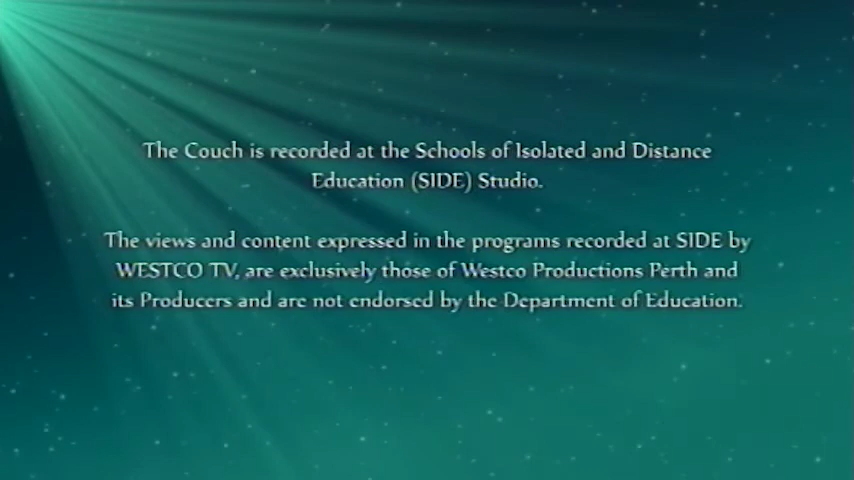 The Couch is recorded at the Schools of Isolated and Distance
Education (SIDE) Studio.
The views and content expressed in the programs recorded at SIDE by
WESTCO TV, are exclusively those of Westco Productions Perth and
its Producers and are not endorsed by the Department of Education.